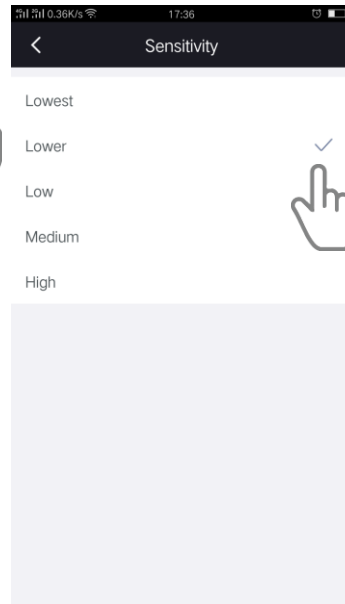 0.36K/s 17:36
Sensitivity
Lowest
Lower
Low
Medium
High